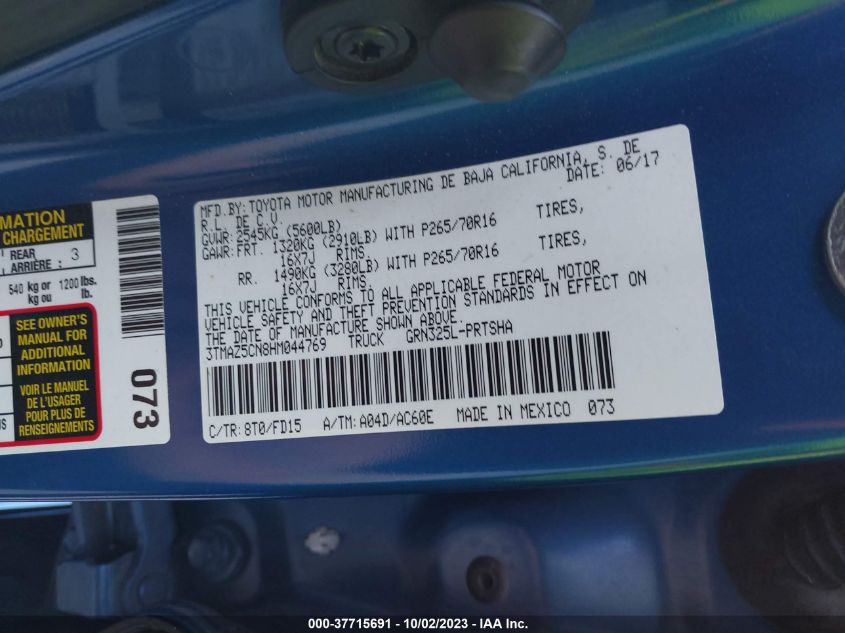 MATION
CHARGEMENT
REAR
ARRIÈRE : 3
540 kg or 1200 lbs.
kg ou lb.
SEE OWNER'S
MANUAL FOR
ADDITIONAL
INFORMATION
VOIR LE MANUEL
DE L'USAGER
POUR PLUS DE
RENSEIGNEMENTS
073
MFD.BY: TOYOTA MOTOR MANUFACTURING DE BAJA CALIFORNIA, S. DE
R.L. DE C.V. DATE: 06/17
GVWR: 2545KG (5600LB)
GAWR: FRT. 1320KG (2910LB) WITH P265/70R16 TIRES,
16X7J RIMS.
RR. 1490KG (3280LB) WITH P265/70R16 TIRES,
16X7J RIMS.
THIS VEHICLE CONFORMS TO ALL APPLICABLE FEDERAL MOTOR
VEHICLE SAFETY AND THEFT PREVENTION STANDARDS IN EFFECT ON
THE DATE OF MANUFACTURE SHOWN ABOVE.
3TMAZ5CN8HM044769 TRUCK GRN325L-PRTSHA
C/TR: 8T0/FD15 A/TM: A04D/AC60E MADE IN MEXICO 073
000-37715691 - 10/02/2023 - IAA Inc.